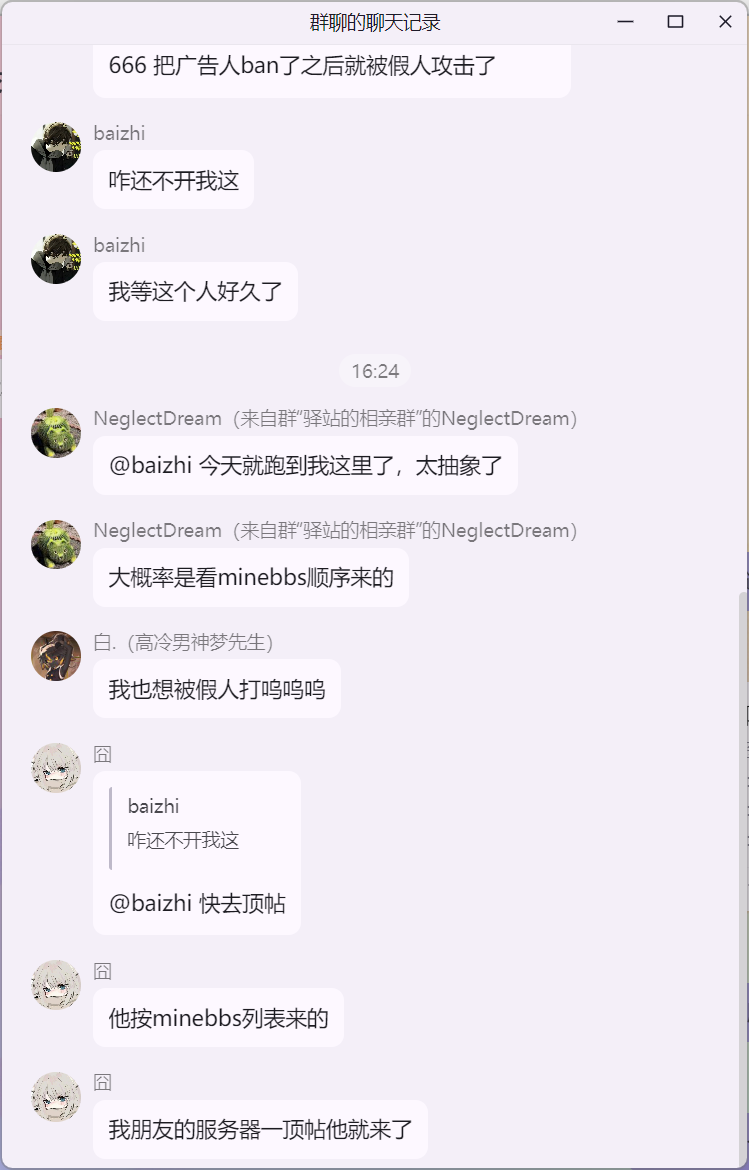 群聊的聊天记录
666 把广告人ban了之后就被假人攻击了
baizhi
咋还不开我这
baizhi
我等这个人好久了
16:24
NeglectDream（来自群“驿站的相亲群”的NeglectDream）
@baizhi 今天就跑到我这里了，太抽象了
NeglectDream（来自群“驿站的相亲群”的NeglectDream）
大概率是看minebbs顺序来的
白.（高冷男神梦先生）
我也想被假人打呜呜呜
囧
baizhi
咋还不开我这
@baizhi 快去顶帖
囧
他按minebbs列表来的
囧
我朋友的服务器一顶帖他就来了